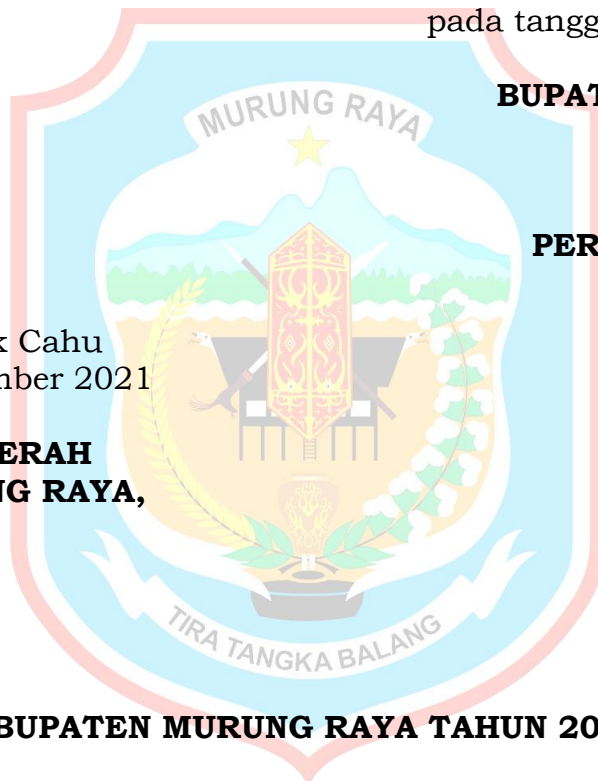 pada tangg
BUPAT
MURUNG RAYA
PER
k Cahu
mber 2021
ERAH
NG RAYA,
TIRA TANGKA BALANG
BUPATEN MURUNG RAYA TAHUN 20